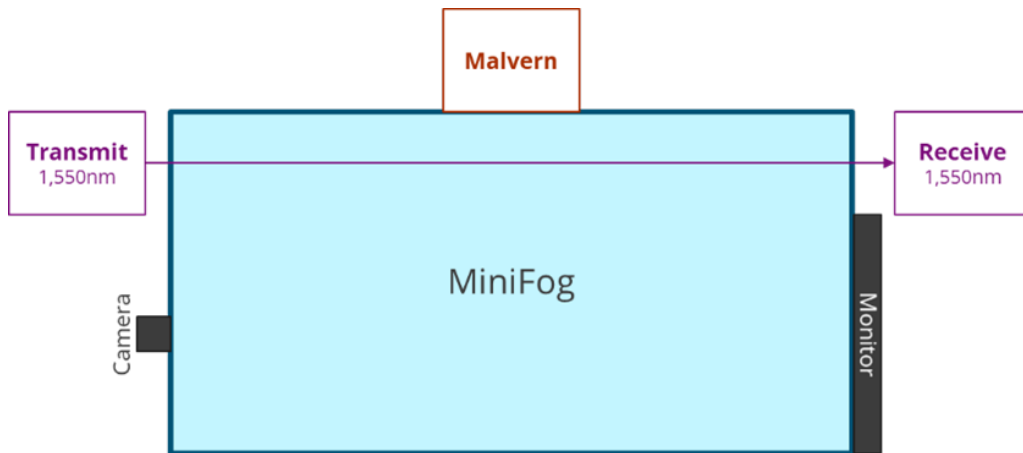 Malvern
Transmit
1,550nm
Receive
1,550nm
MiniFog
Camera
Monitor